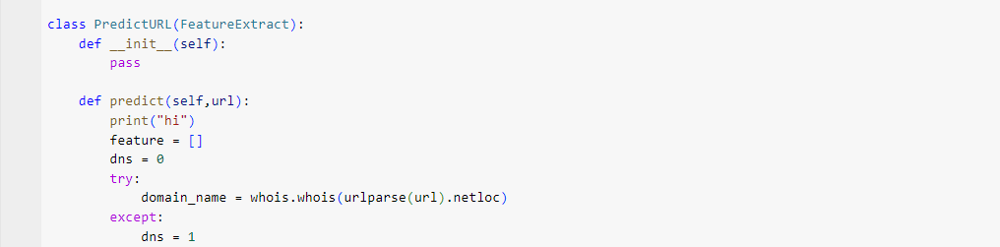 class PredictURL(FeatureExtract):
    def __init__(self):
        pass

    def predict(self,url):
        print("hi")
        feature = []
        dns = 0
        try:
            domain_name = whois.whois(urlparse(url).netloc)
        except:
            dns = 1